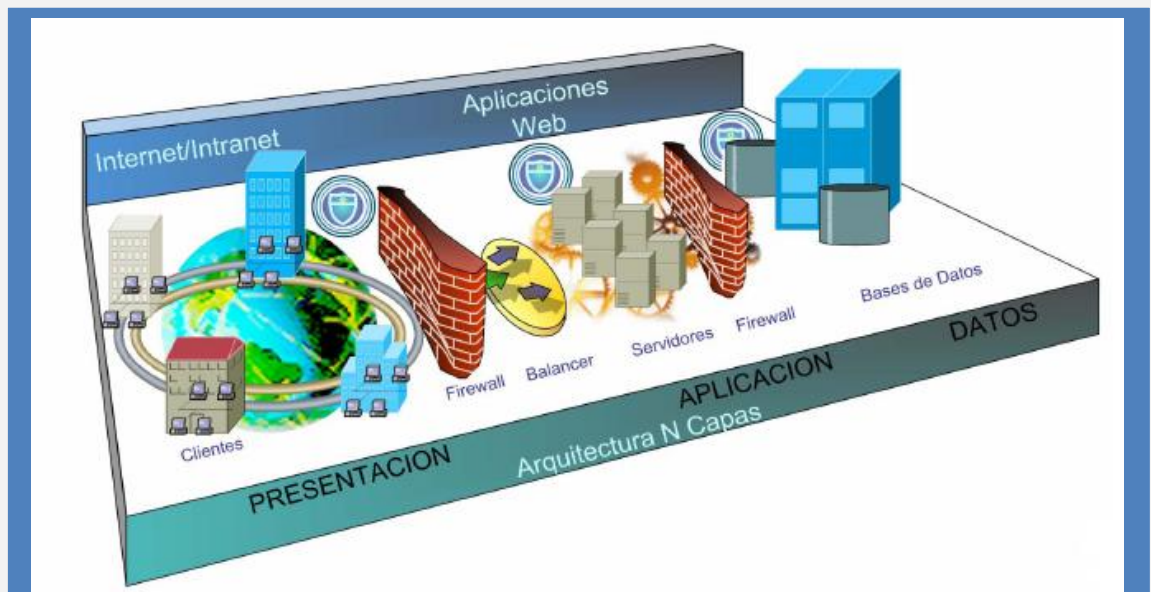 Internet/Intranet
Aplicaciones
Web
Clientes
Firewall
Balancer
Servidores
Firewall
Bases de Datos
PRESENTACION
APLICACION
DATOS
Arquitectura N Capas